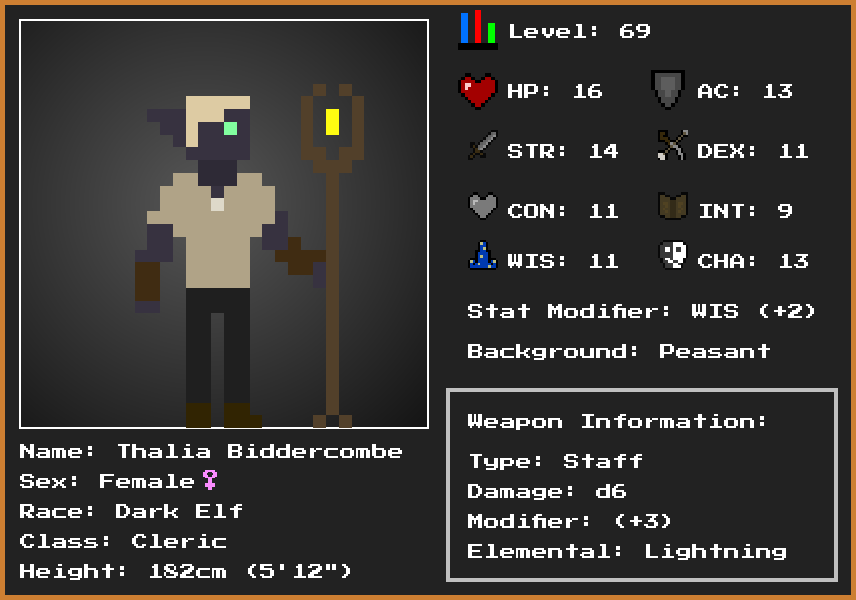 Level: 69
HP: 16 AC: 13
STR: 14 DEX: 11
CON: 11 INT: 9
WIS: 11 CHA: 13
Stat Modifier: WIS (+2)
Background: Peasant
Weapon Information:
Type: Staff
Damage: d6
Modifier: (+3)
Elemental: Lightning
Name: Thalia Biddercombe
Sex: Female♀
Race: Dark Elf
Class: Cleric
Height: 182cm (5'12")